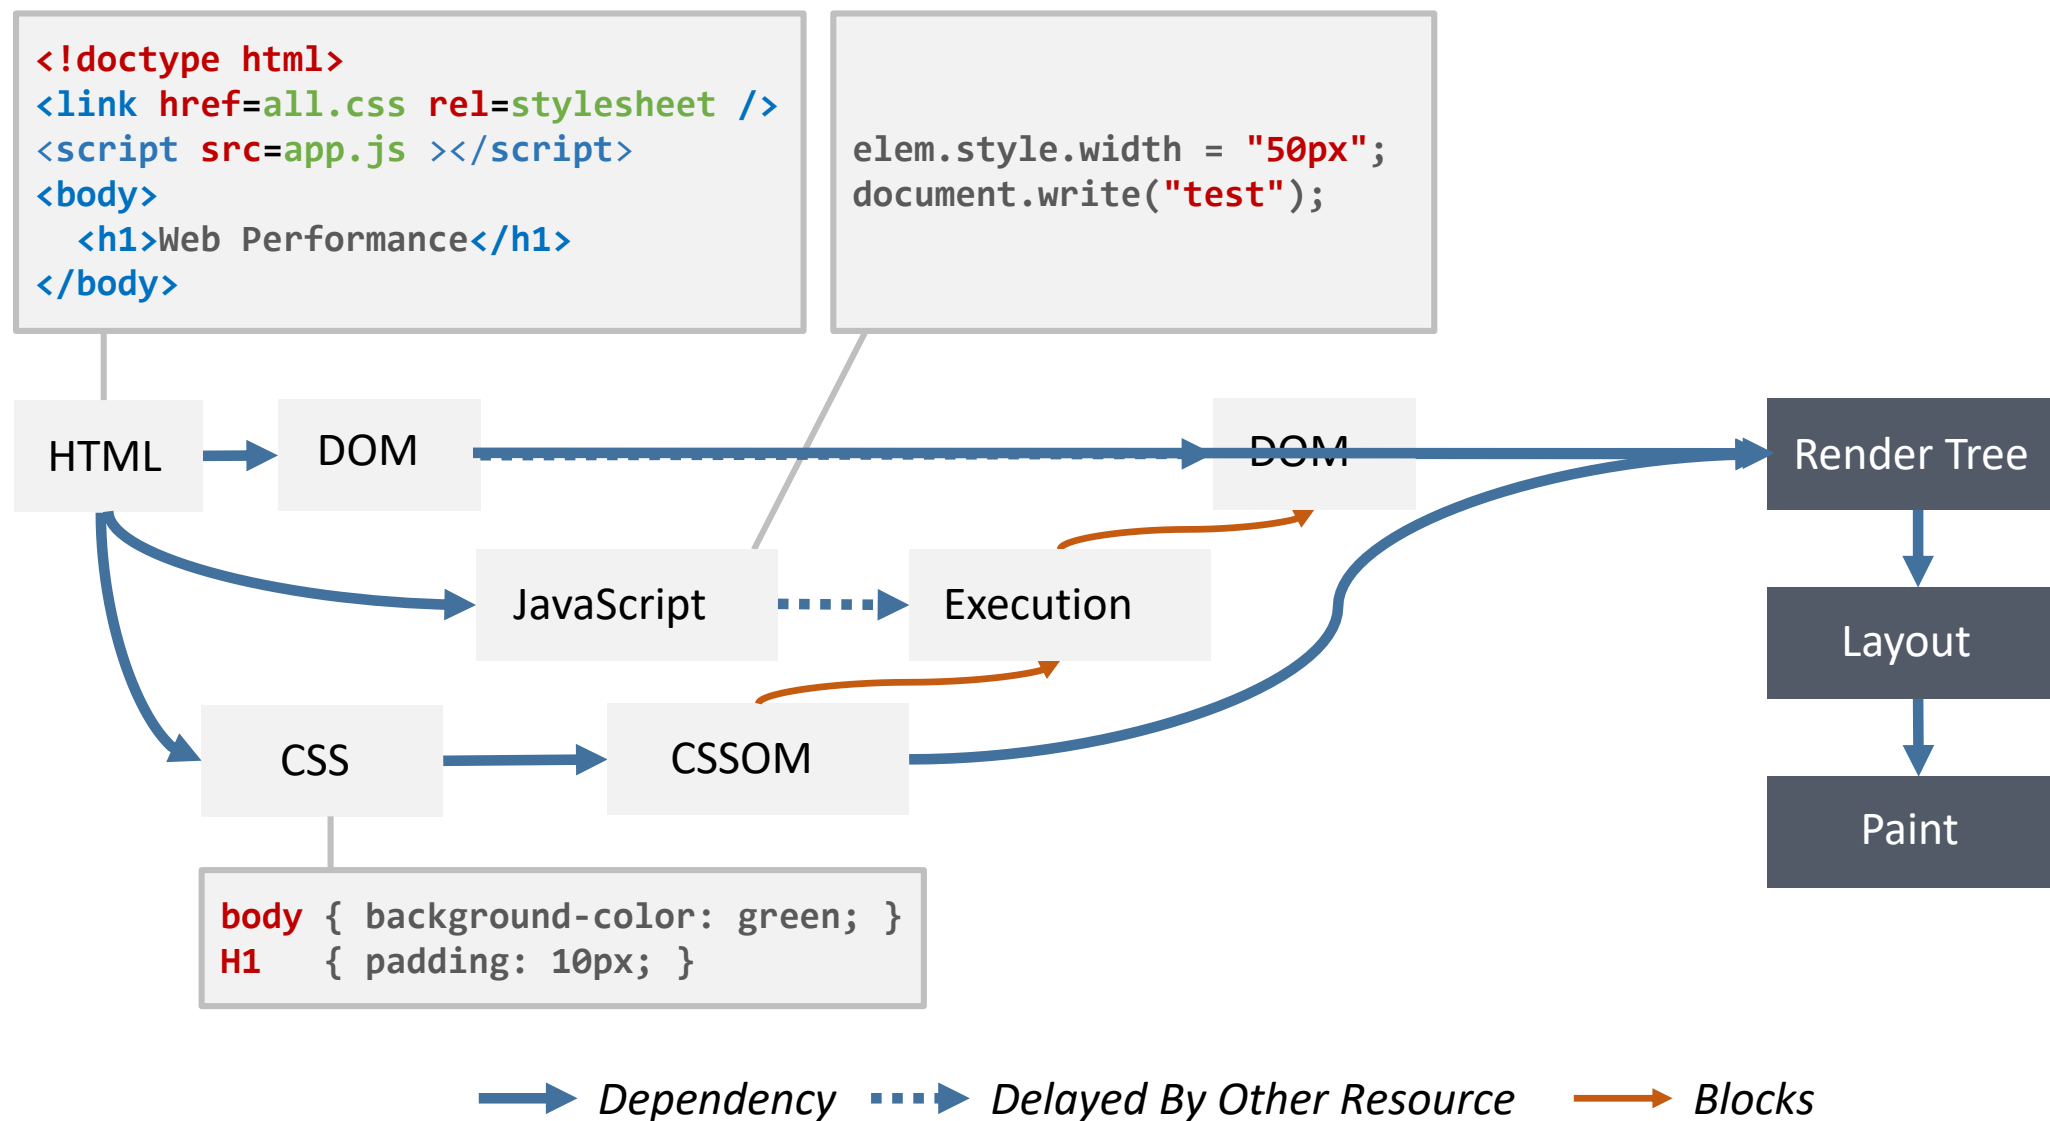 <!doctype html>
<link href=all.css rel=stylesheet />
<script src=app.js ></script>
<body>
  <h1>Web Performance</h1>
</body>
elem.style.width = "50px";
document.write("test");
HTML
DOM
DOM
Render Tree
JavaScript
Execution
Layout
CSS
CSSOM
Paint
body { background-color: green; }
H1   { padding: 10px; }
Dependency
Delayed By Other Resource
Blocks